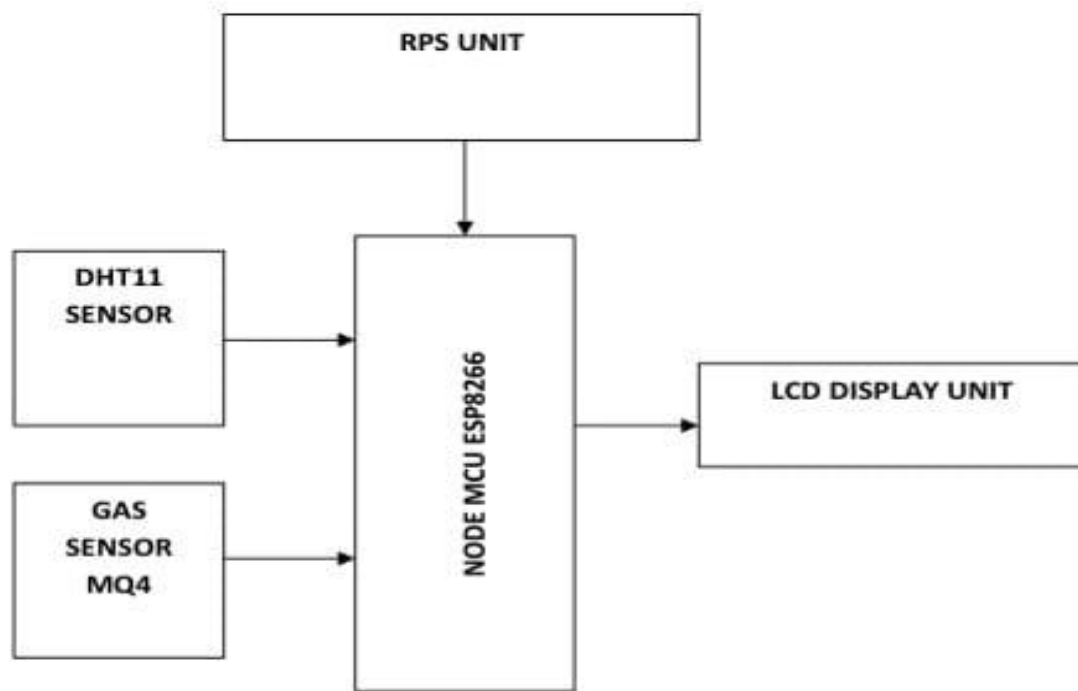 RPS UNIT
DHT11
SENSOR
NODE MCU ESP8266
LCD DISPLAY UNIT
GAS
SENSOR
MQ4